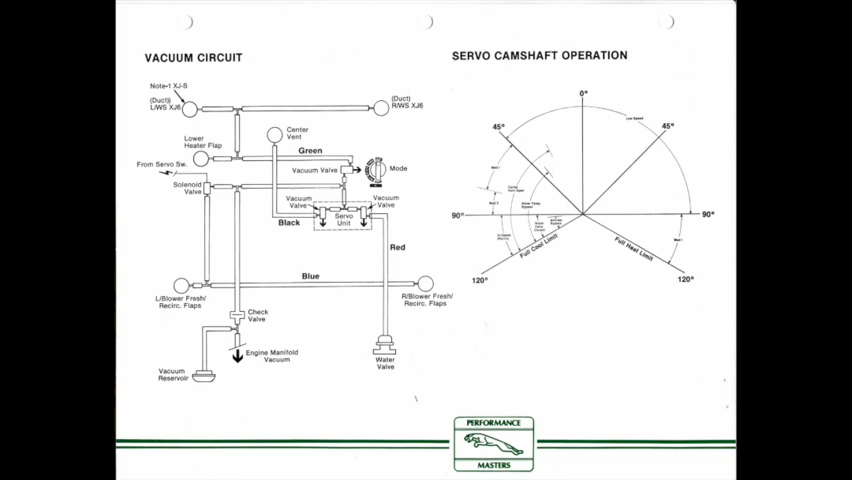 VACUUM CIRCUIT
Note-1 XJ-S
(Duct)
L/WS XJ6
(Duct)
R/WS XJ6
Center
Vent
Lower
Heater Flap
Green
From Servo Sw.
Vacuum Valve
Mode
Solenoid
Valve
Vacuum
Valve
Vacuum
Valve
Servo
Unit
Black
Red
Blue
L/Blower Fresh/
Recirc. Flaps
R/Blower Fresh/
Recirc. Flaps
Check
Valve
Engine Manifold
Vacuum
Vacuum
Reservoir
Water
Valve
SERVO CAMSHAFT OPERATION
0°
45°
45°
Low Speed
90°
90°
Full Cool Limit
Full Heat Limit
120°
120°
PERFORMANCE
MASTERS